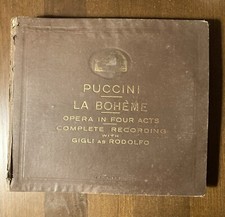 PUCCINI
LA BOHÈME
OPERA IN FOUR ACTS
COMPLETE RECORDING
WITH
GIGLI AS RODOLFO